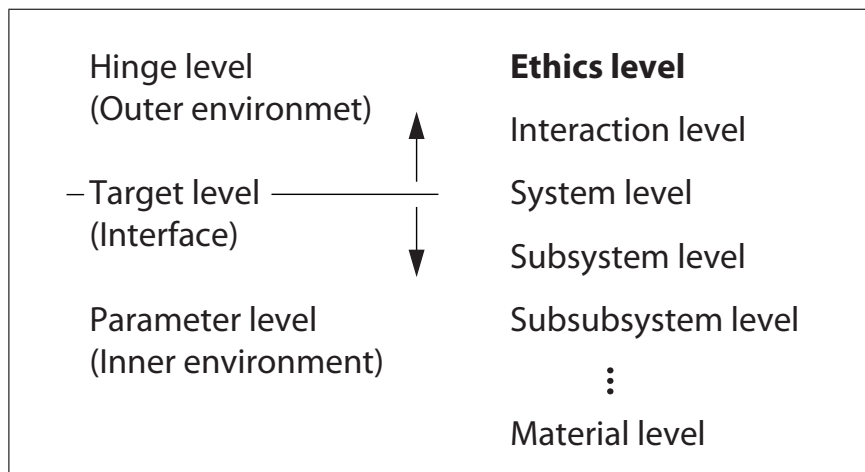 Hinge level
(Outer environmet)
Target level
(Interface)
Parameter level
(Inner environment)
Ethics level
Interaction level
System level
Subsystem level
Subsubsystem level
⋮
Material level